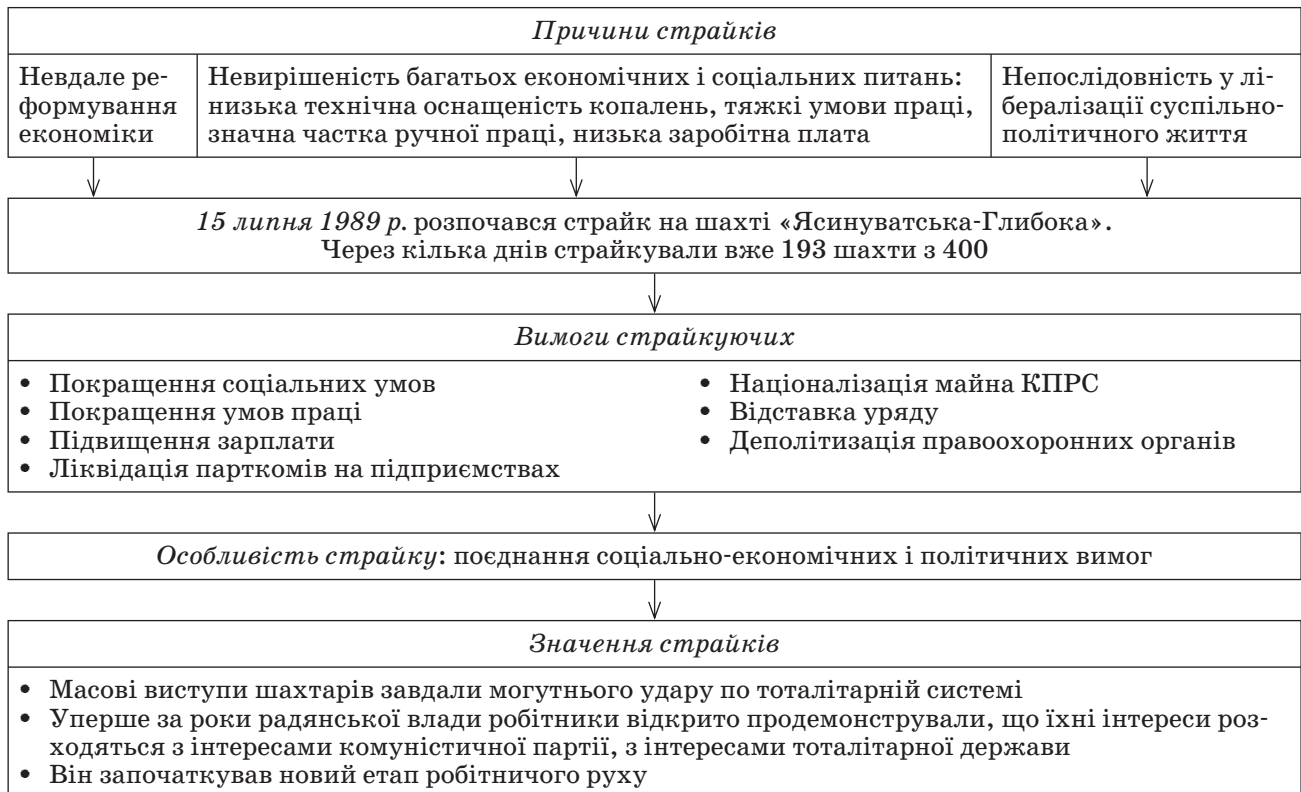 Причини страйків
Невдале ре-
формування
економіки
Невирішеність багатьох економічних і соціальних питань:
низька технічна оснащеність копалень, тяжкі умови праці,
значна частка ручної праці, низька заробітна плата
Непослідовність у лі-
бералізації суспільно-
політичного життя
15 липня 1989 р. розпочався страйк на шахті «Ясинуватська-Глибока».
Через кілька днів страйкували вже 193 шахти з 400
Вимоги страйкуючих
• Покращення соціальних умов
• Покращення умов праці
• Підвищення зарплати
• Ліквідація парткомів на підприємствах
• Націоналізація майна КПРС
• Відставка уряду
• Деполітизація правоохоронних органів
Особливість страйку: поєднання соціально-економічних і політичних вимог
Значення страйків
• Масові виступи шахтарів завдали могутнього удару по тоталітарній системі
• Уперше за роки радянської влади робітники відкрито продемонстрували, що їхні інтереси роз-
ходяться з інтересами комуністичної партії, з інтересами тоталітарної держави
• Він започаткував новий етап робітничого руху